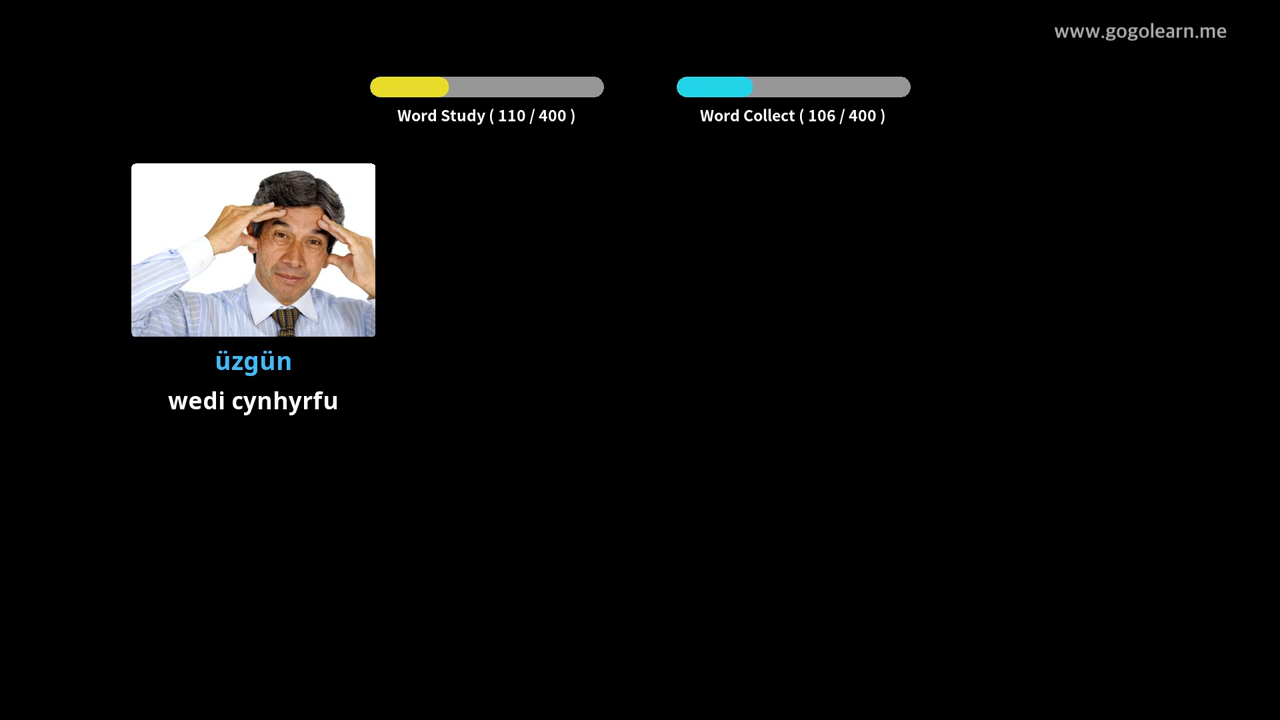 www.gogolearn.me
Word Study ( 110 / 400 )
Word Collect ( 106 / 400 )
üzgün
wedi cynhyrfu